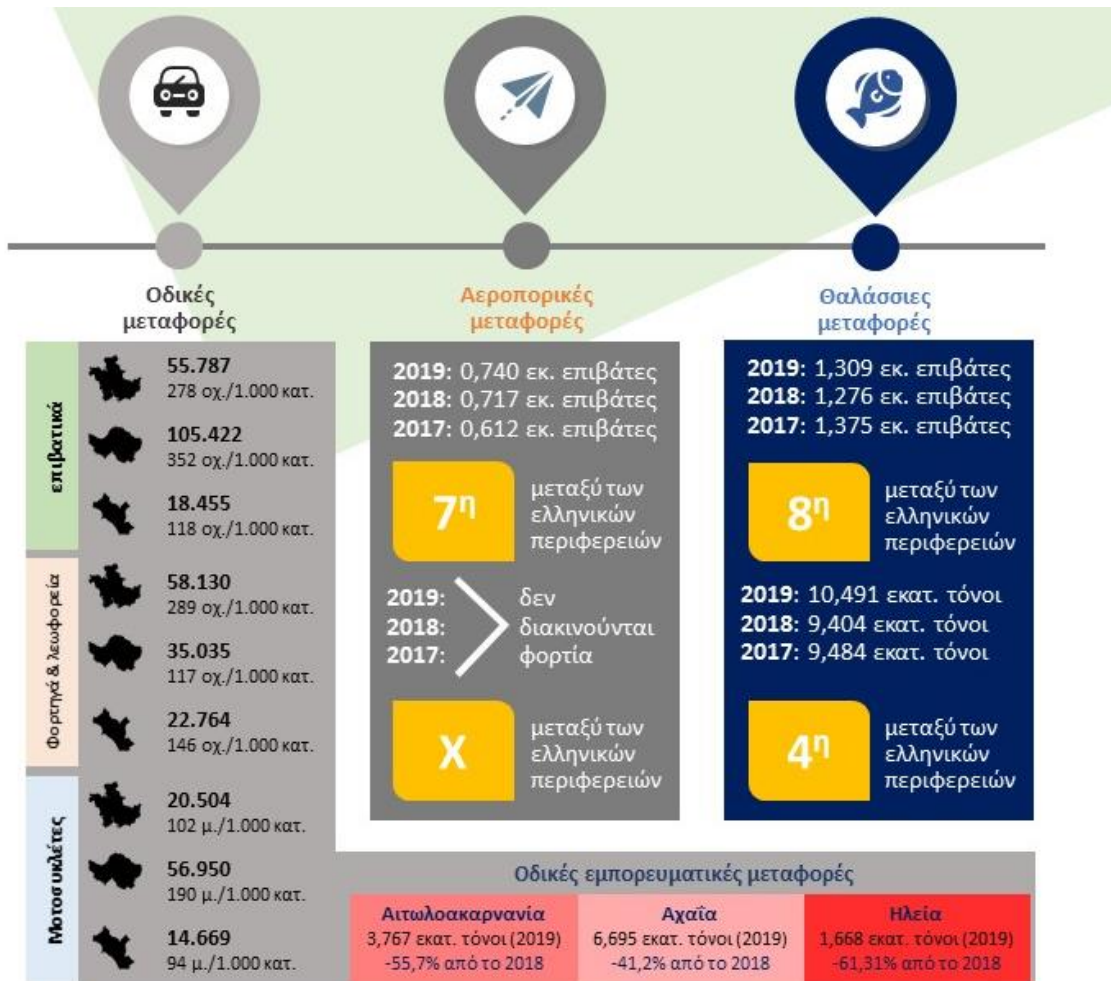 Οδικές
μεταφορές
επιβατικά
55.787
278 οχ./1.000 κατ.
105.422
352 οχ./1.000 κατ.
18.455
118 οχ./1.000 κατ.
Φορτηγά & λεωφορεία
58.130
289 οχ./1.000 κατ.
35.035
117 οχ./1.000 κατ.
22.764
146 οχ./1.000 κατ.
Μοτοσυκλέτες
20.504
102 μ./1.000 κατ.
56.950
190 μ./1.000 κατ.
14.669
94 μ./1.000 κατ.
Αεροπορικές
μεταφορές
2019: 0,740 εκ. επιβάτες
2018: 0,717 εκ. επιβάτες
2017: 0,612 εκ. επιβάτες
7η
μεταξύ των
ελληνικών
περιφερειών
2019:
2018:
2017:
δεν
διακινούνται
φορτία
X
μεταξύ των
ελληνικών
περιφερειών
Θαλάσσιες
μεταφορές
2019: 1,309 εκ. επιβάτες
2018: 1,276 εκ. επιβάτες
2017: 1,375 εκ. επιβάτες
8η
μεταξύ των
ελληνικών
περιφερειών
2019: 10,491 εκατ. τόνοι
2018: 9,404 εκατ. τόνοι
2017: 9,484 εκατ. τόνοι
4η
μεταξύ των
ελληνικών
περιφερειών
Οδικές εμπορευματικές μεταφορές
Αιτωλοακαρνανία
3,767 εκατ. τόνοι (2019)
-55,7% από το 2018
Αχαΐα
6,695 εκατ. τόνοι (2019)
-41,2% από το 2018
Ηλεία
1,668 εκατ. τόνοι (2019)
-61,31% από το 2018